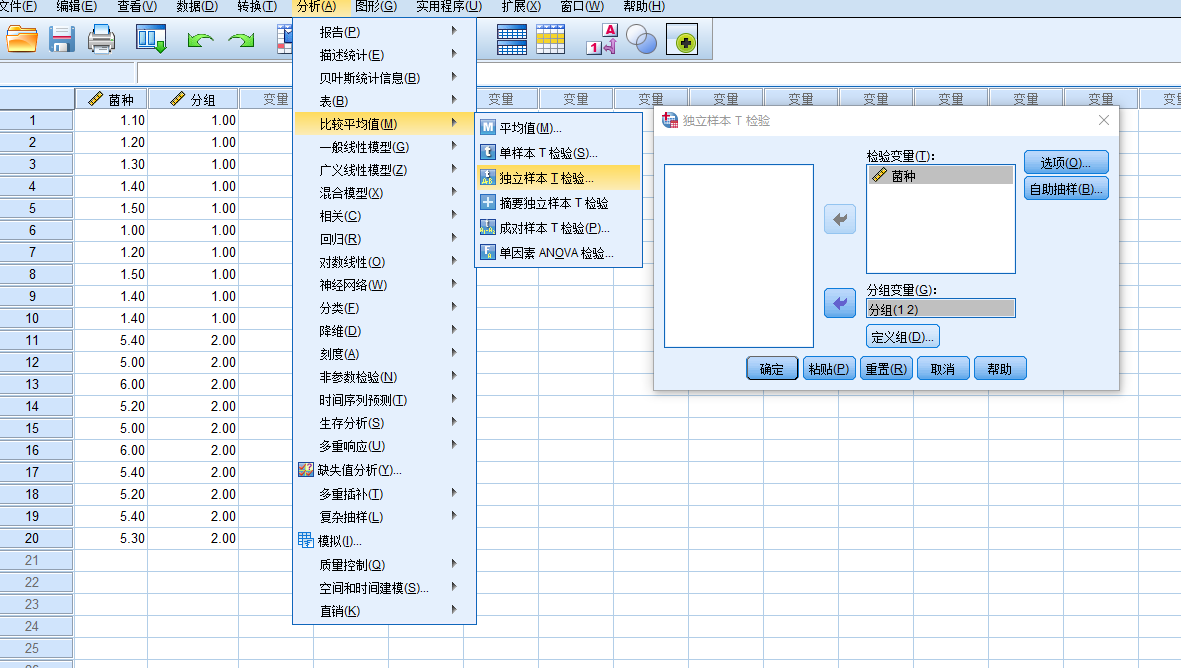 文件(F) 编辑(E) 查看(V) 数据(D) 转换(T) 分析(A) 图形(G) 实用程序(U) 扩展(X) 窗口(W) 帮助(H)
报告(P)
描述统计(E)
贝叶斯统计信息(B)
表(B)
比较平均值(M)
一般线性模型(G)
广义线性模型(Z)
混合模型(X)
相关(C)
回归(R)
对数线性(O)
神经网络(W)
分类(F)
降维(D)
刻度(A)
非参数检验(N)
时间序列预测(T)
生存分析(S)
多重响应(U)
缺失值分析(Y)...
多重插补(T)
复杂抽样(L)
模拟(I)...
质量控制(Q)
空间和时间建模(S)...
直销(K)
平均值(M)...
单样本 T 检验(S)...
独立样本 T 检验...
摘要独立样本 T 检验
成对样本 T 检验(P)...
单因素 ANOVA 检验...
菌种 分组 变量 变量 变量 变量 变量 变量 变量 变量 变量 变量
1 1.10 1.00
2 1.20 1.00
3 1.30 1.00
4 1.40 1.00
5 1.50 1.00
6 1.00 1.00
7 1.20 1.00
8 1.50 1.00
9 1.40 1.00
10 1.40 1.00
11 5.40 2.00
12 5.00 2.00
13 6.00 2.00
14 5.20 2.00
15 5.00 2.00
16 6.00 2.00
17 5.40 2.00
18 5.20 2.00
19 5.40 2.00
20 5.30 2.00
21
22
23
24
25
独立样本 T 检验
检验变量(T):
菌种
选项(O)...
自助抽样(B)...
分组变量(G):
分组(1 2)
定义组(D)...
确定 粘贴(P) 重置(R) 取消 帮助